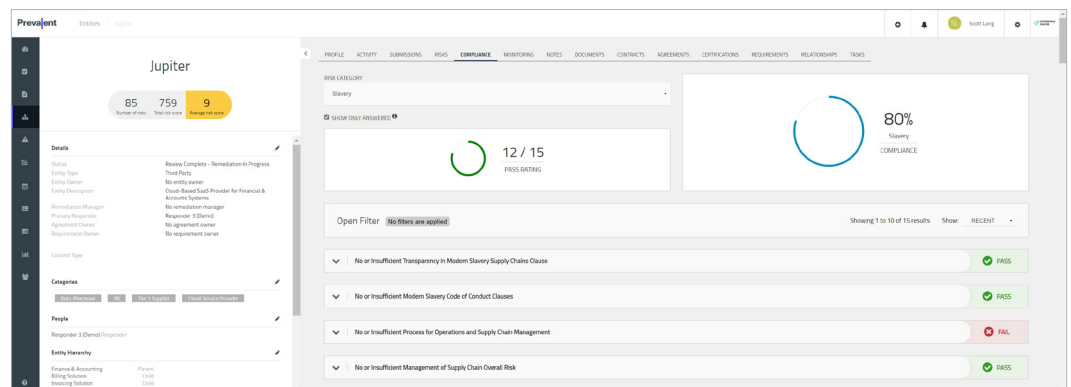 Prevalent
Entities
Jupiter
Scott Lang
SL
company name
Jupiter
85 759 9
Number of risks Total risk score Average risk score
Details
Status Review Complete - Remediation In Progress
Entity Type Third Party
Entity Owner No entity owner
Entity Description Cloud-Based SaaS Provider for Financial &
Accounts Systems
Remediation Manager No remediation manager
Primary Responder Responder 3 (Demo)
Agreement Owner No agreement owner
Requirement Owner No requirement owner
Content Type
Categories
Data-Processor PII Tier 1 Supplier Cloud Service Provider
People
Responder 3 (Demo) Responder
Entity Hierarchy
Finance & Accounting Parent
Billing Solution Child
Invoicing Solution Child
PROFILE ACTIVITY SUBMISSIONS RISKS COMPLIANCE MONITORING NOTES DOCUMENTS CONTRACTS AGREEMENTS CERTIFICATIONS REQUIREMENTS RELATIONSHIPS TASKS
RISK CATEGORY
Slavery
SHOW ONLY ANSWERED
12 / 15
PASS RATING
80%
Slavery
COMPLIANCE
Open Filter No filters are applied
Showing 1 to 10 of 15 results Show: RECENT
No or Insufficient Transparency in Modern Slavery Supply Chains Clause PASS
No or Insufficient Modern Slavery Code of Conduct Clauses PASS
No or Insufficient Process for Operations and Supply Chain Management FAIL
No or Insufficient Management of Supply Chain Overall Risk PASS